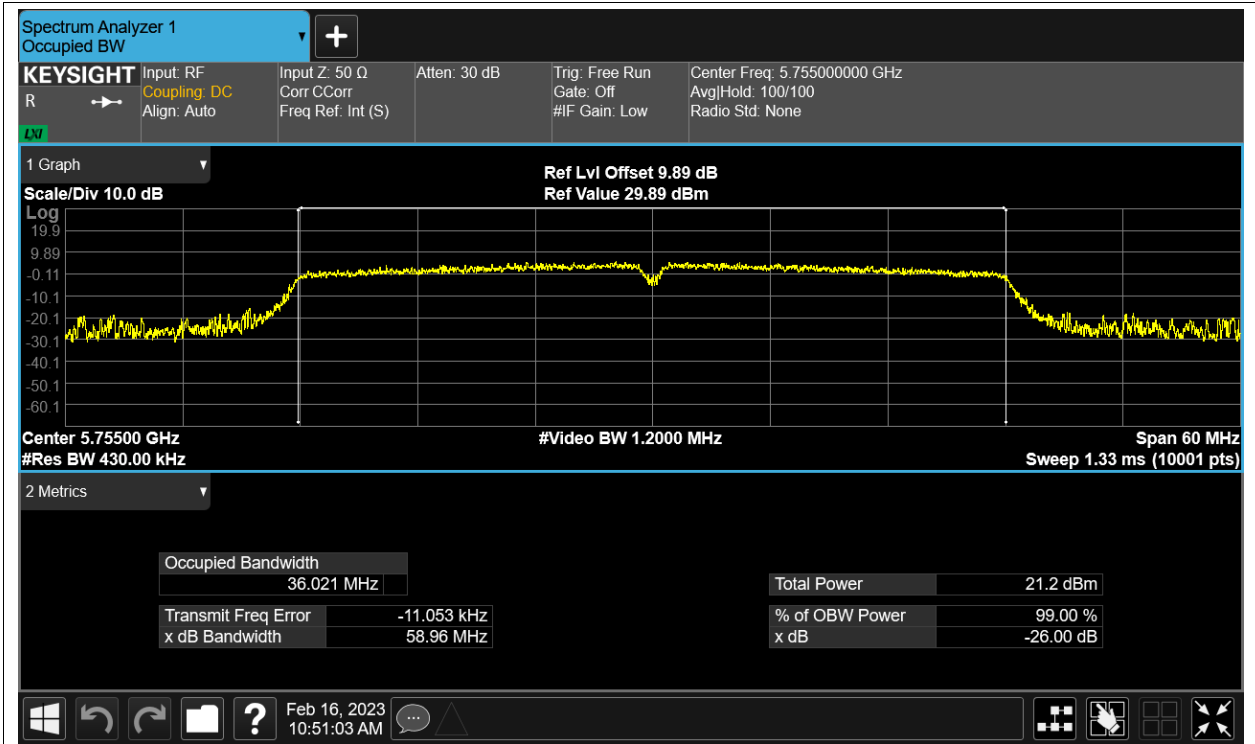 Spectrum Analyzer 1
Occupied BW
KEYSIGHT
R
LXI
Input: RF
Coupling: DC
Align: Auto
Input Z: 50 Ω
Corr CCorr
Freq Ref: Int (S)
Atten: 30 dB
Trig: Free Run
Gate: Off
#IF Gain: Low
Center Freq: 5.755000000 GHz
Avg|Hold: 100/100
Radio Std: None
1 Graph
Scale/Div 10.0 dB
Ref Lvl Offset 9.89 dB
Ref Value 29.89 dBm
Log
19.9
9.89
-0.11
-10.1
-20.1
-30.1
-40.1
-50.1
-60.1
Center 5.75500 GHz
#Video BW 1.2000 MHz
Span 60 MHz
#Res BW 430.00 kHz
Sweep 1.33 ms (10001 pts)
2 Metrics
Occupied Bandwidth
36.021 MHz
Total Power 21.2 dBm
Transmit Freq Error -11.053 kHz
% of OBW Power 99.00 %
x dB Bandwidth 58.96 MHz
x dB -26.00 dB
?
Feb 16, 2023
10:51:03 AM